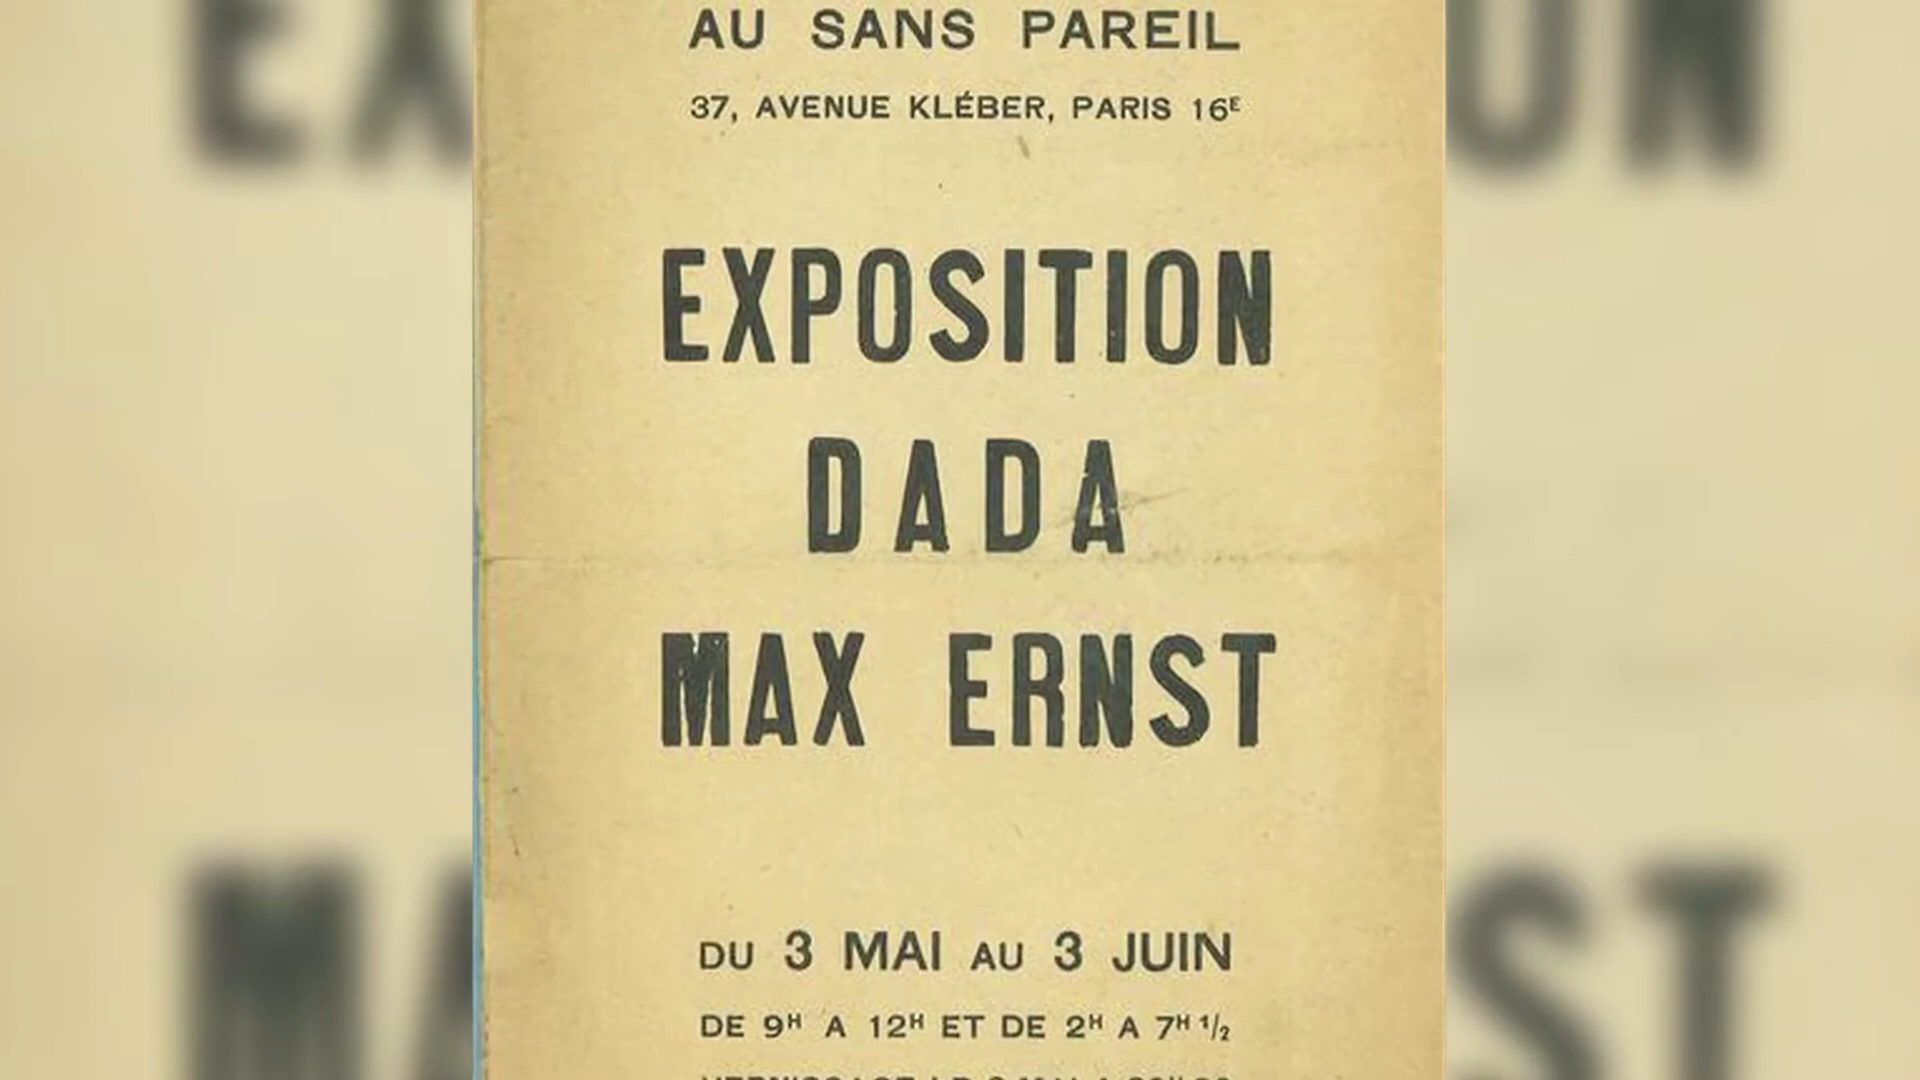 AU SANS PAREIL
37, AVENUE KLÉBER, PARIS 16E
EXPOSITION
DADA
MAX ERNST
DU 3 MAI AU 3 JUIN
DE 9H A 12H ET DE 2H A 7H 1/2